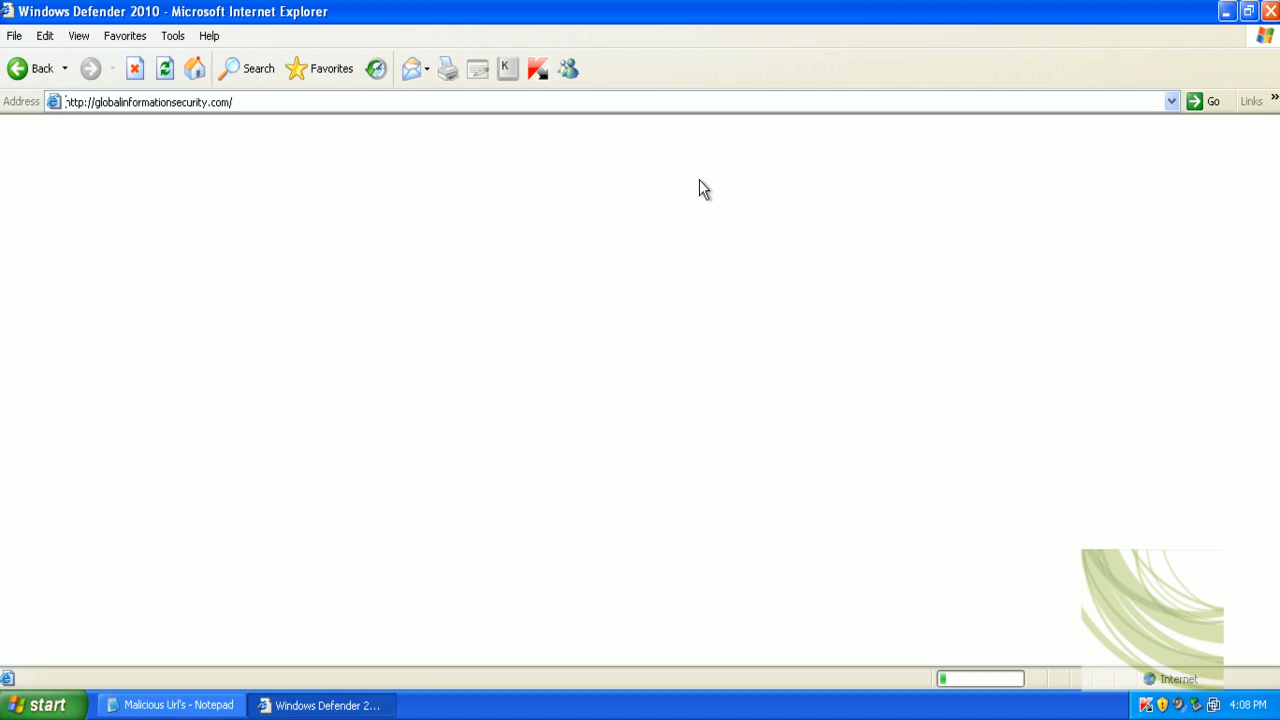 Windows Defender 2010 - Microsoft Internet Explorer
File Edit View Favorites Tools Help
Back Search Favorites K
Address http://globalinformationsecurity.com/ Go Links »
Internet
start Malicious Url's - Notepad Windows Defender 2... 4:08 PM